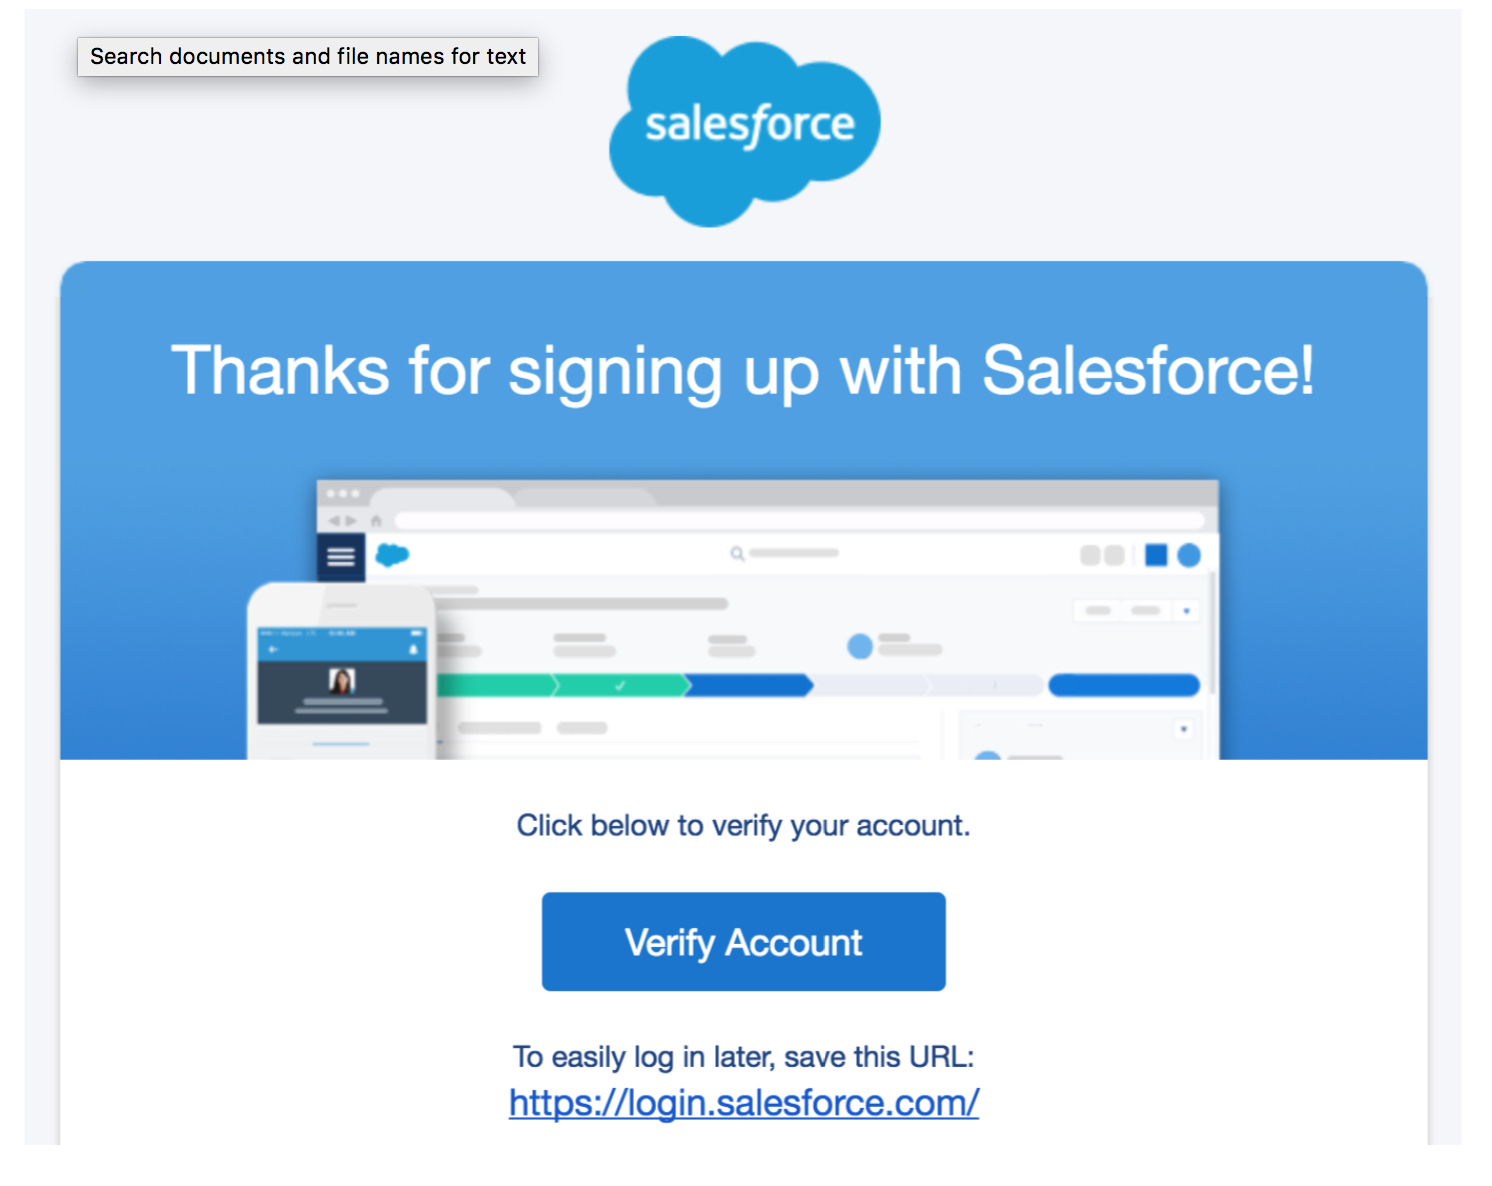 Search documents and file names for text
salesforce
Thanks for signing up with Salesforce!
Click below to verify your account.
Verify Account
To easily log in later, save this URL:
https://login.salesforce.com/